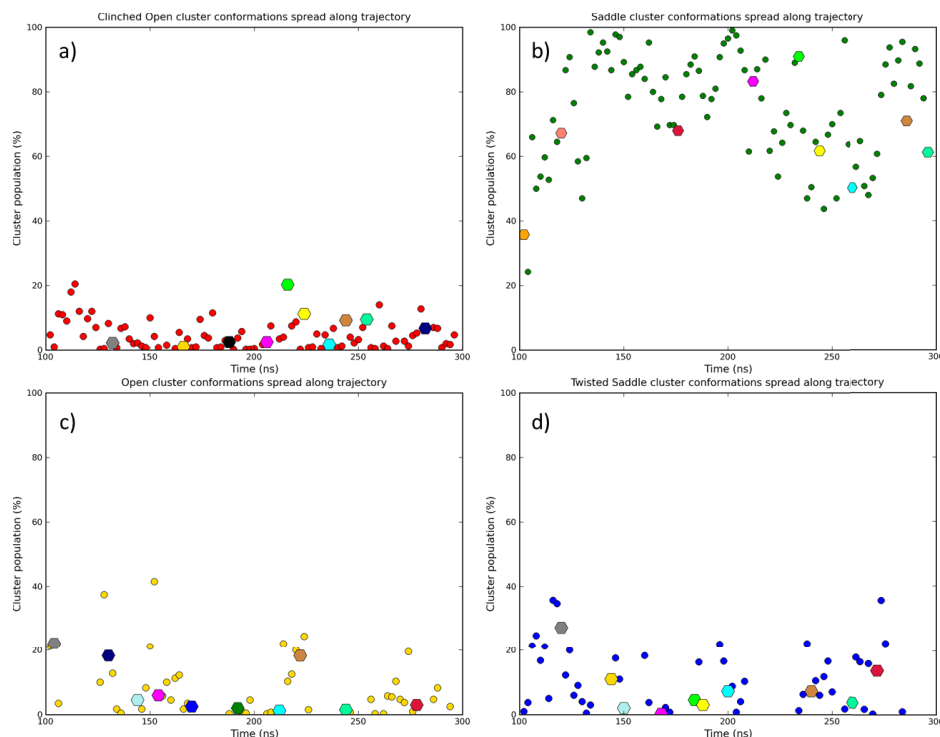 Clinched Open cluster conformations spread along trajectory
a)
Cluster population (%)
100
80
60
40
20
0
100 150 200 250 300
Time (ns)
Saddle cluster conformations spread along trajectory
b)
Cluster population (%)
100
80
60
40
20
0
100 150 200 250 300
Time (ns)
Open cluster conformations spread along trajectory
c)
Cluster population (%)
100
80
60
40
20
0
100 150 200 250 300
Time (ns)
Twisted Saddle cluster conformations spread along trajectory
d)
Cluster population (%)
100
80
60
40
20
0
100 150 200 250 300
Time (ns)